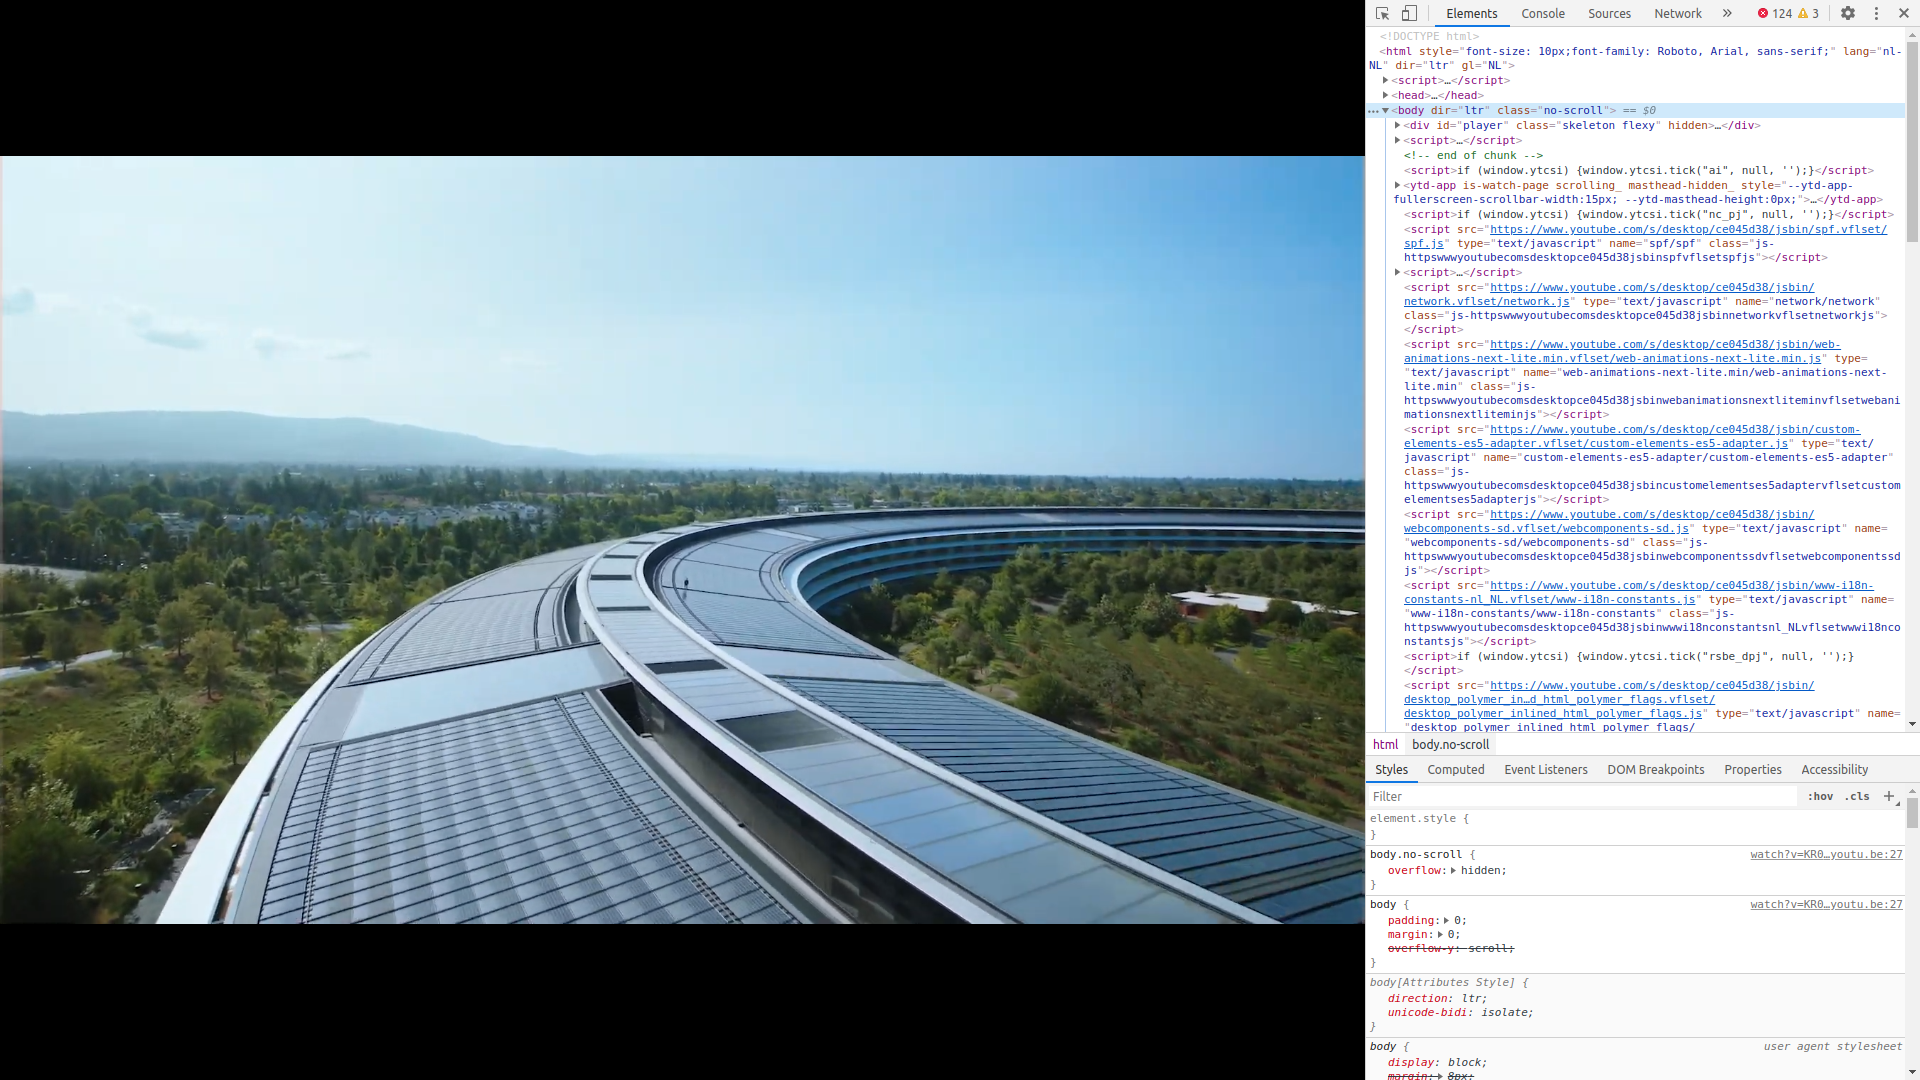 Elements Console Sources Network » 124 3
<!DOCTYPE html>
<html style="font-size: 10px;font-family: Roboto, Arial, sans-serif;" lang="nl-
NL" dir="ltr" gl="NL">
<script>…</script>
<head>…</head>
<body dir="ltr" class="no-scroll"> == $0
<div id="player" class="skeleton flexy" hidden>…</div>
<script>…</script>
<!-- end of chunk -->
<script>if (window.ytcsi) {window.ytcsi.tick("ai", null, '');}</script>
<ytd-app is-watch-page scrolling_ masthead-hidden_ style="--ytd-app-
fullerscreen-scrollbar-width:15px; --ytd-masthead-height:0px;">…</ytd-app>
<script>if (window.ytcsi) {window.ytcsi.tick("nc_pj", null, '');}</script>
<script src="https://www.youtube.com/s/desktop/ce045d38/jsbin/spf.vflset/
spf.js" type="text/javascript" name="spf/spf" class="js-
httpswwwyoutubecomsdesktopce045d38jsbinspfvflsetspfjs"></script>
<script>…</script>
<script src="https://www.youtube.com/s/desktop/ce045d38/jsbin/
network.vflset/network.js" type="text/javascript" name="network/network"
class="js-httpswwwyoutubecomsdesktopce045d38jsbinnetworkvflsetnetworkjs">
</script>
<script src="https://www.youtube.com/s/desktop/ce045d38/jsbin/web-
animations-next-lite.min.vflset/web-animations-next-lite.min.js" type=
"text/javascript" name="web-animations-next-lite.min/web-animations-next-
lite.min" class="js-
httpswwwyoutubecomsdesktopce045d38jsbinwebanimationsnextliteminvflsetwebani
mationsnextliteminjs"></script>
<script src="https://www.youtube.com/s/desktop/ce045d38/jsbin/custom-
elements-es5-adapter.vflset/custom-elements-es5-adapter.js" type="text/
javascript" name="custom-elements-es5-adapter/custom-elements-es5-adapter"
class="js-
httpswwwyoutubecomsdesktopce045d38jsbincustomelementses5adaptervflsetcustom
elementses5adapterjs"></script>
<script src="https://www.youtube.com/s/desktop/ce045d38/jsbin/
webcomponents-sd.vflset/webcomponents-sd.js" type="text/javascript" name=
"webcomponents-sd/webcomponents-sd" class="js-
httpswwwyoutubecomsdesktopce045d38jsbinwebcomponentssdvflsetwebcomponentssd
js"></script>
<script src="https://www.youtube.com/s/desktop/ce045d38/jsbin/www-i18n-
constants-nl_NL.vflset/www-i18n-constants.js" type="text/javascript" name=
"www-i18n-constants/www-i18n-constants" class="js-
httpswwwyoutubecomsdesktopce045d38jsbinwwwi18nconstantsnl_NLvflsetwwwi18nco
nstantsjs"></script>
<script>if (window.ytcsi) {window.ytcsi.tick("rsbe_dpj", null, '');}
</script>
<script src="https://www.youtube.com/s/desktop/ce045d38/jsbin/
desktop_polymer_in…d_html_polymer_flags.vflset/
desktop_polymer_inlined_html_polymer_flags.js" type="text/javascript" name=
"desktop_polymer_inlined_html_polymer_flags/
html body.no-scroll
Styles Computed Event Listeners DOM Breakpoints Properties Accessibility
Filter :hov .cls +
element.style {
}
body.no-scroll { watch?v=KR0…youtu.be:27
overflow: hidden;
}
body { watch?v=KR0…youtu.be:27
padding: 0;
margin: 0;
overflow-y: scroll;
}
body[Attributes Style] {
direction: ltr;
unicode-bidi: isolate;
}
body { user agent stylesheet
display: block;
margin: 8px;